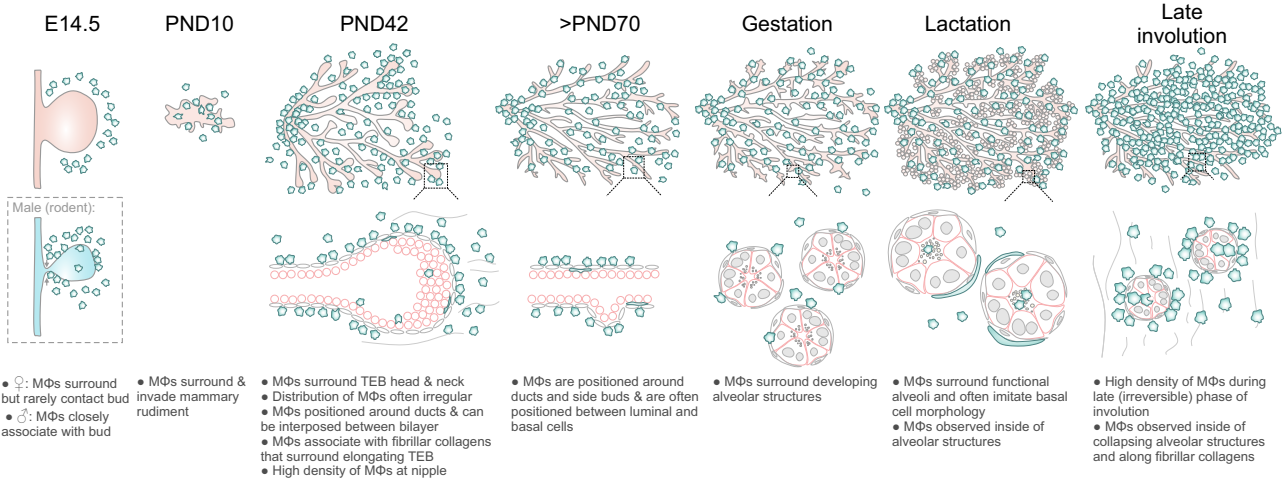 E14.5
PND10
PND42
>PND70
Gestation
Lactation
Late
involution
Male (rodent):
● ♀: MΦs surround
but rarely contact bud
● ♂: MΦs closely
associate with bud
● MΦs surround &
invade mammary
rudiment
● MΦs surround TEB head & neck
● Distribution of MΦs often irregular
● MΦs positioned around ducts & can
be interposed between bilayer
● MΦs associate with fibrillar collagens
that surround elongating TEB
● High density of MΦs at nipple
● MΦs are positioned around
ducts and side buds & are often
positioned between luminal and
basal cells
● MΦs surround developing
alveolar structures
● MΦs surround functional
alveoli and often imitate basal
cell morphology
● MΦs observed inside of
alveolar structures
● High density of MΦs during
late (irreversible) phase of
involution
● MΦs observed inside of
collapsing alveolar structures
and along fibrillar collagens